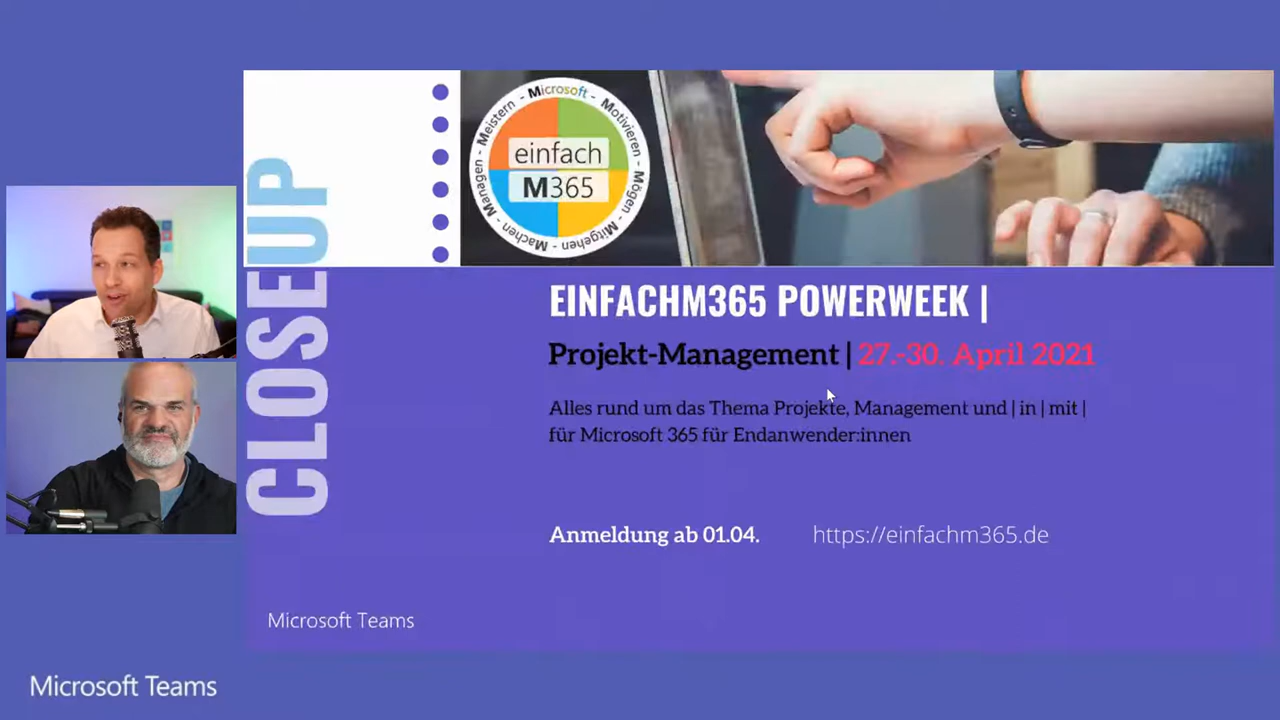 CLOSEUP
Meistern - Microsoft - Motivieren - Mögen - Mitgehen - Machen - Managen -
einfach
M365
EINFACHM365 POWERWEEK |
Projekt-Management | 27.-30. April 2021
Alles rund um das Thema Projekte, Management und | in | mit |
für Microsoft 365 für Endanwender:innen
Anmeldung ab 01.04. https://einfachm365.de
Microsoft Teams
Microsoft Teams